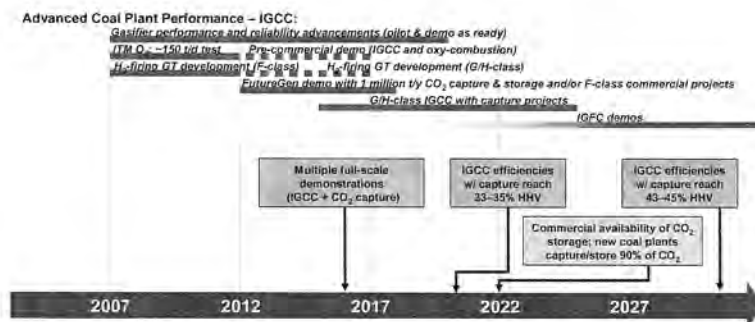 Advanced Coal Plant Performance – IGCC:
Gasifier performance and reliability advancements (pilot & demo as ready)
ITM O₂: ~150 t/d test Pre-commercial demo (IGCC and oxy-combustion)
H₂-firing GT development (F-class) H₂-firing GT development (G/H-class)
FutureGen demo with 1 million t/y CO₂ capture & storage and/or F-class commercial projects
G/H-class IGCC with capture projects
IGFC demos
Multiple full-scale
demonstrations
(IGCC + CO₂ capture)
IGCC efficiencies
w/ capture reach
33–35% HHV
IGCC efficiencies
w/ capture reach
43–45% HHV
Commercial availability of CO₂
storage; new coal plants
capture/store 90% of CO₂
2007 2012 2017 2022 2027